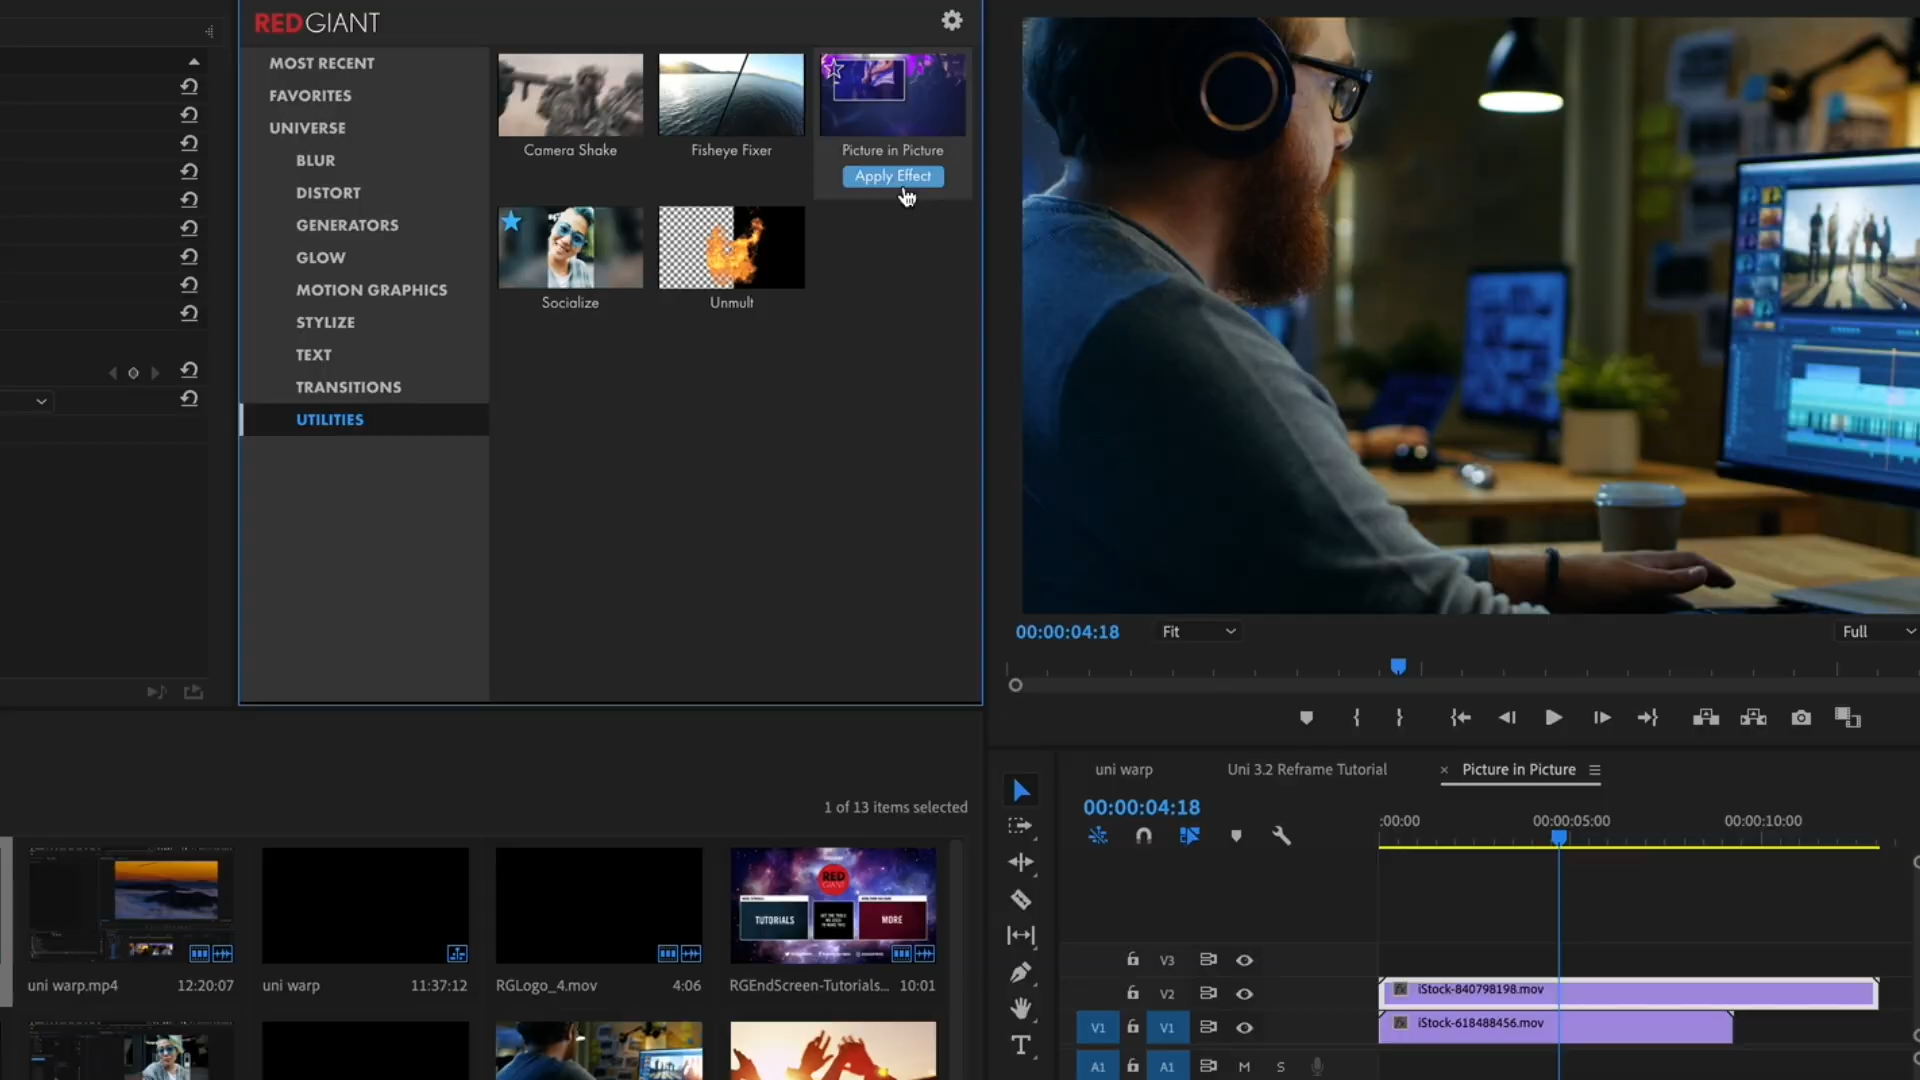 REDGIANT
MOST RECENT
FAVORITES
UNIVERSE
BLUR
DISTORT
GENERATORS
GLOW
MOTION GRAPHICS
STYLIZE
TEXT
TRANSITIONS
UTILITIES
Camera Shake
Fisheye Fixer
Picture in Picture
Apply Effect
Socialize
Unmult
00:00:04:18
Fit
Full
1 of 13 items selected
uni warp.mp4
12:20:07
uni warp
11:37:12
RGLogo_4.mov
4:06
RED
GIANT
TUTORIALS
MORE
RGEndScreen-Tutorials...
10:01
uni warp
Uni 3.2 Reframe Tutorial
× Picture in Picture
00:00:04:18
:00:00
00:00:05:00
00:00:10:00
V3
V2
iStock-840798198.mov
V1
V1
iStock-618488456.mov
A1
A1
M
S